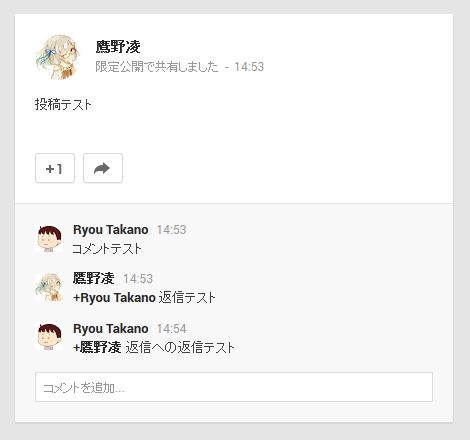 鷹野凌
限定公開で共有しました - 14:53
投稿テスト
+1
Ryou Takano 14:53
コメントテスト
鷹野凌 14:53
+Ryou Takano 返信テスト
Ryou Takano 14:54
+鷹野凌 返信への返信テスト
コメントを追加...